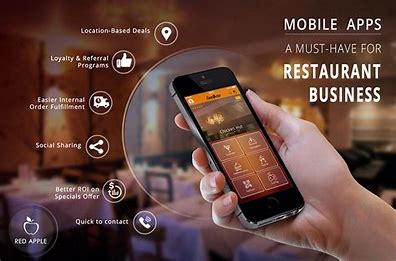 MOBILE APPS
A MUST-HAVE FOR
RESTAURANT
BUSINESS
Location-Based Deals
Loyalty & Referral
Programs
Easier Internal
Order Fulfillment
Social Sharing
Better ROI on
Specials Offer
Quick to contact
RED APPLE